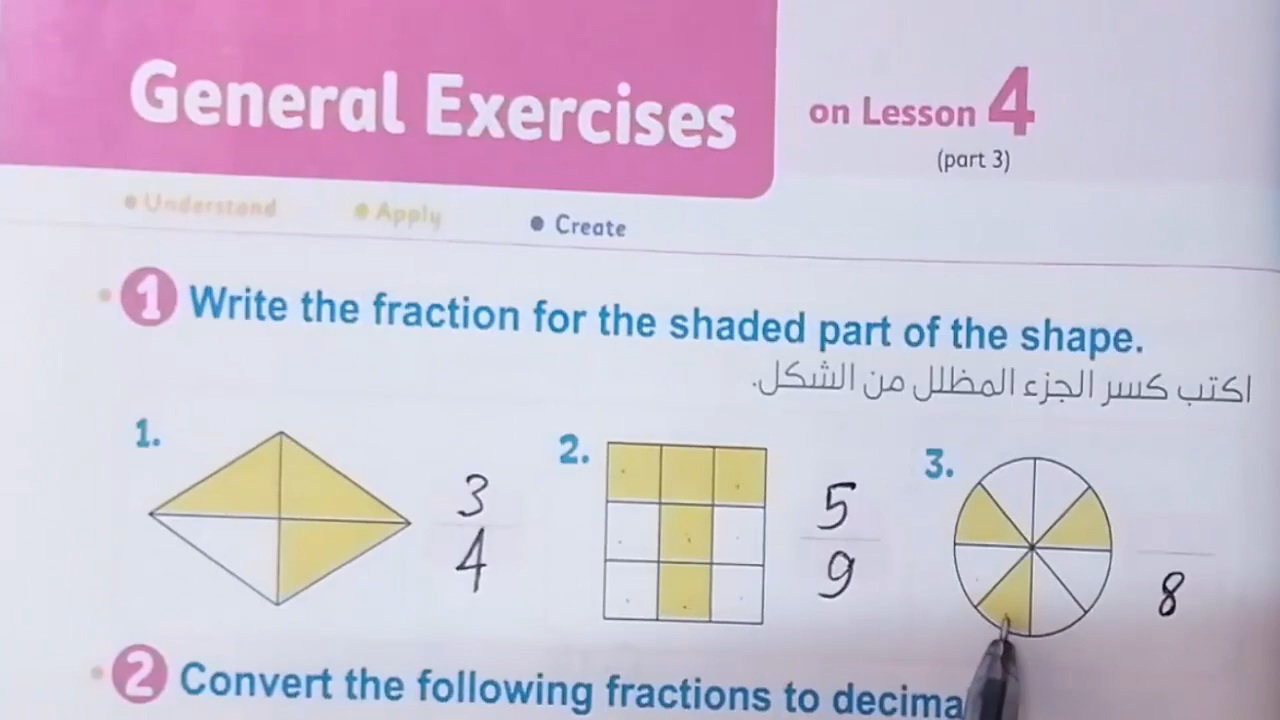 General Exercises
on Lesson 4
(part 3)
Understand Apply Create
1 Write the fraction for the shaded part of the shape.
اكتب كسر الجزء المظلل من الشكل.
1. 2. 3.
3 5
4 9 8
2 Convert the following fractions to decima